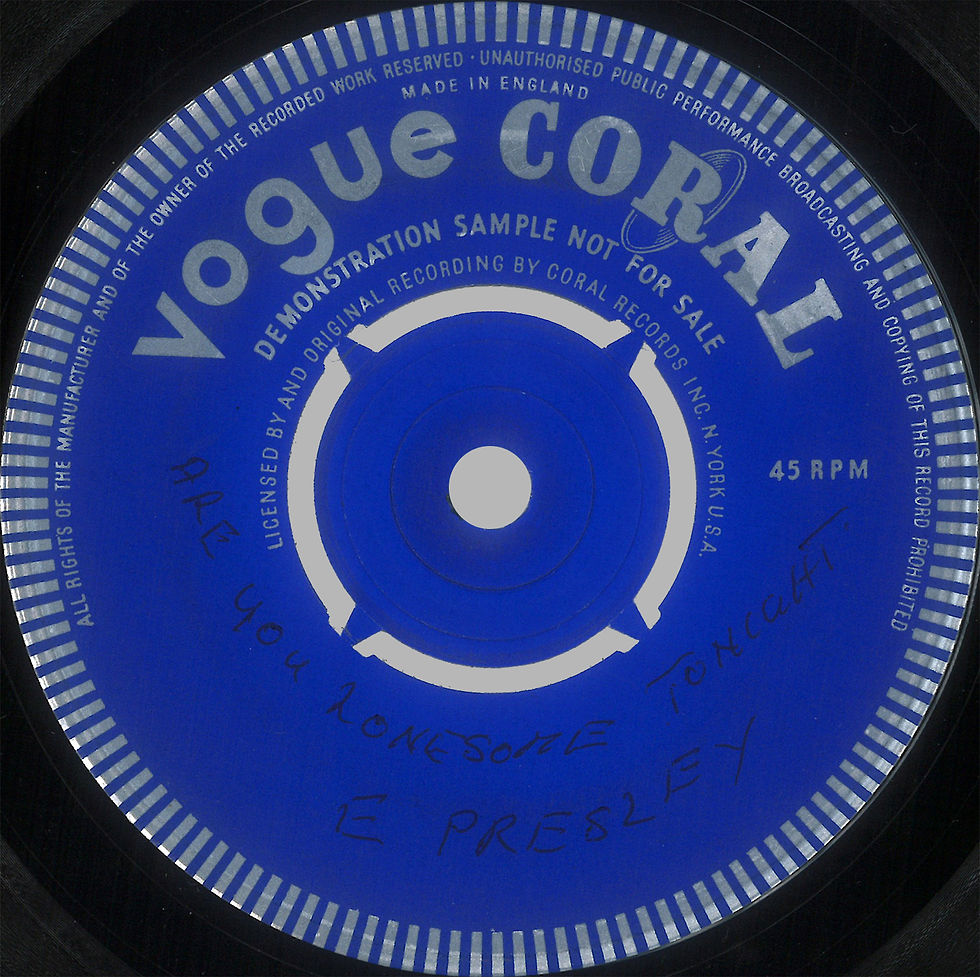 ALL RIGHTS OF THE MANUFACTURER AND OF THE OWNER OF THE RECORDED WORK RESERVED · UNAUTHORISED PUBLIC PERFORMANCE BROADCASTING AND COPYING OF THIS RECORD PROHIBITED
MADE IN ENGLAND
Vogue CORAL
DEMONSTRATION SAMPLE NOT FOR SALE
LICENSED BY AND ORIGINAL RECORDING BY CORAL RECORDS INC. N. YORK U.S.A.
45 RPM
ARE YOU LONESOME TONIGHT
E PRESLEY